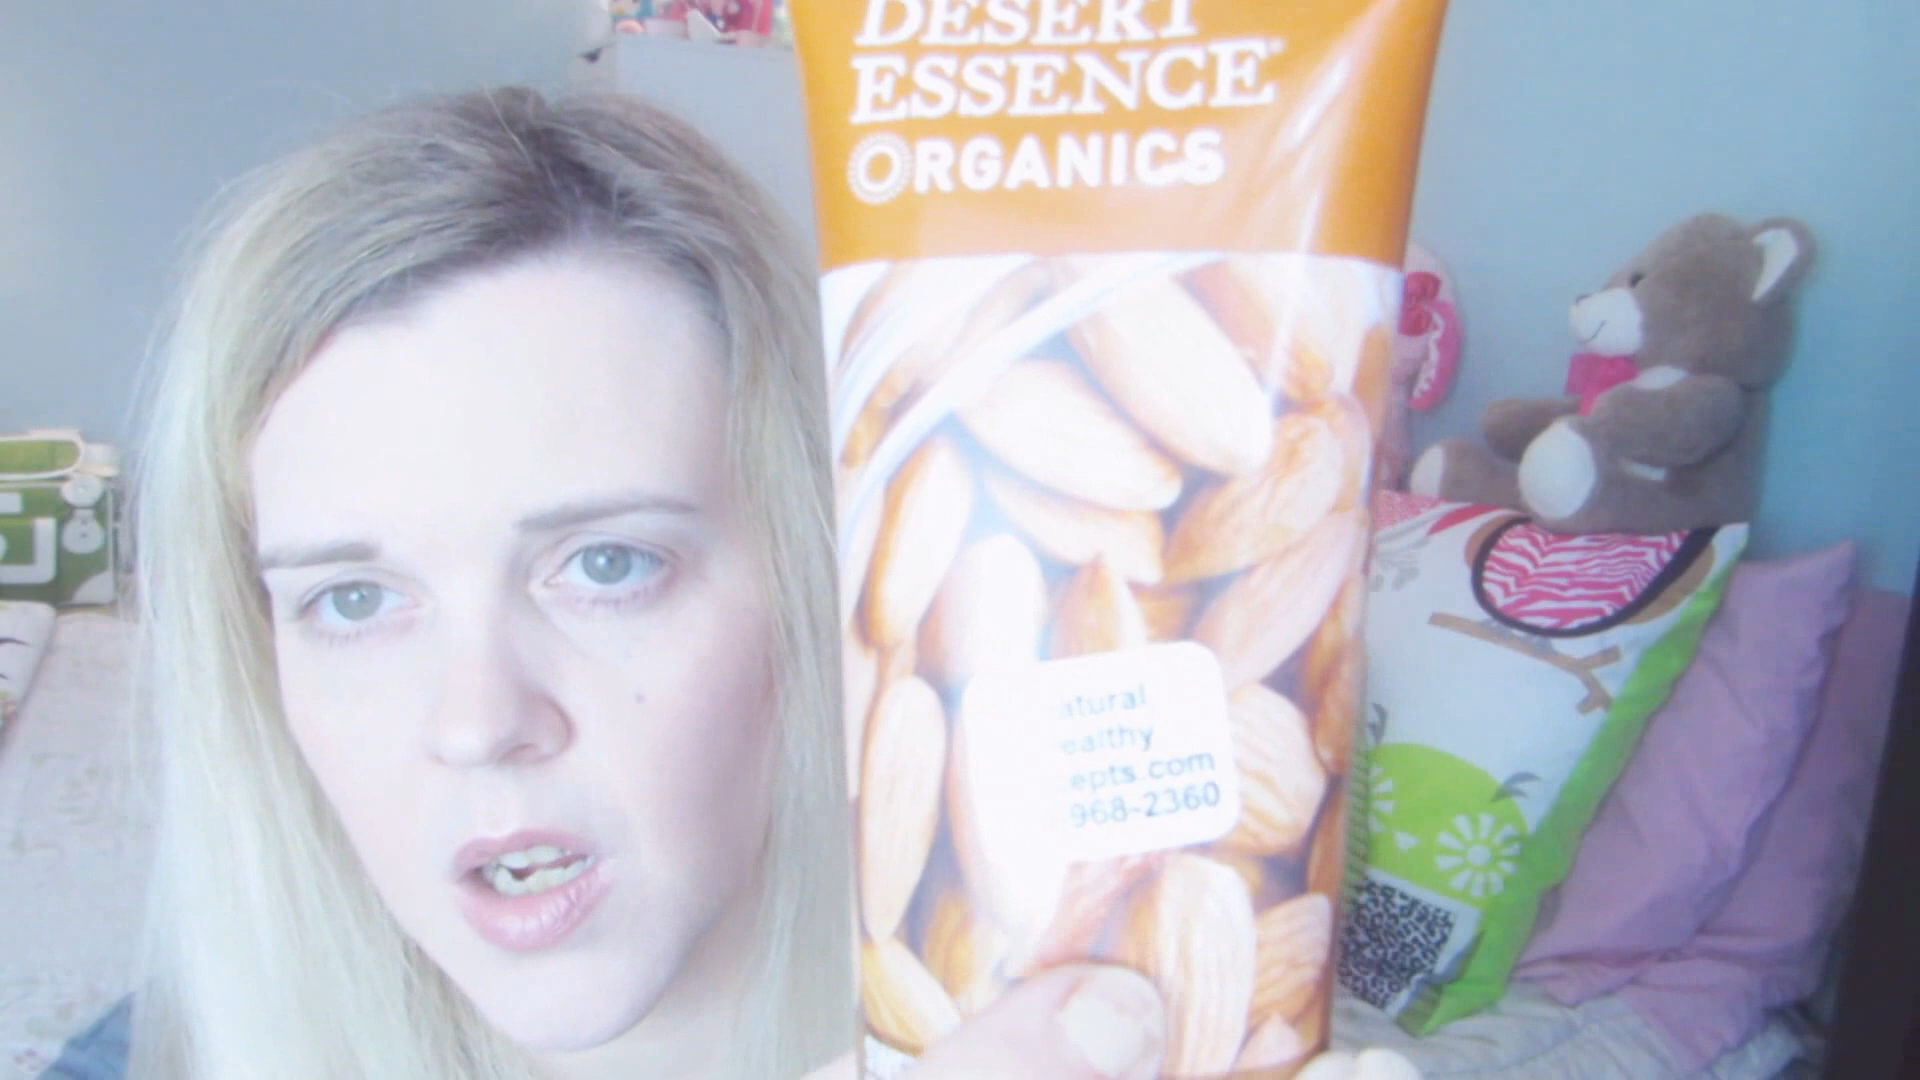 DESERT
ESSENCE
ORGANICS
atural
ealthy
epts.com
968-2360